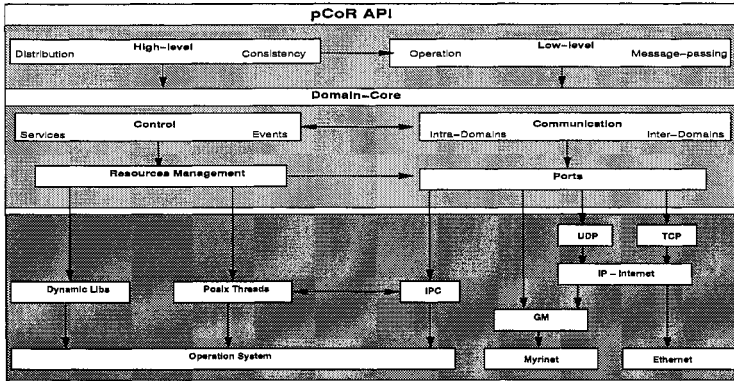 pCoR API
High-level
Low-level
Distribution
Consistency
Operation
Message-passing
Domain-Core
Control
Communication
Services
Events
Intra-Domains
Inter-Domains
Resources Management
Ports
UDP
TCP
IP - Internet
Dynamic Libs
Posix Threads
IPC
GM
Operation System
Myrinet
Ethernet